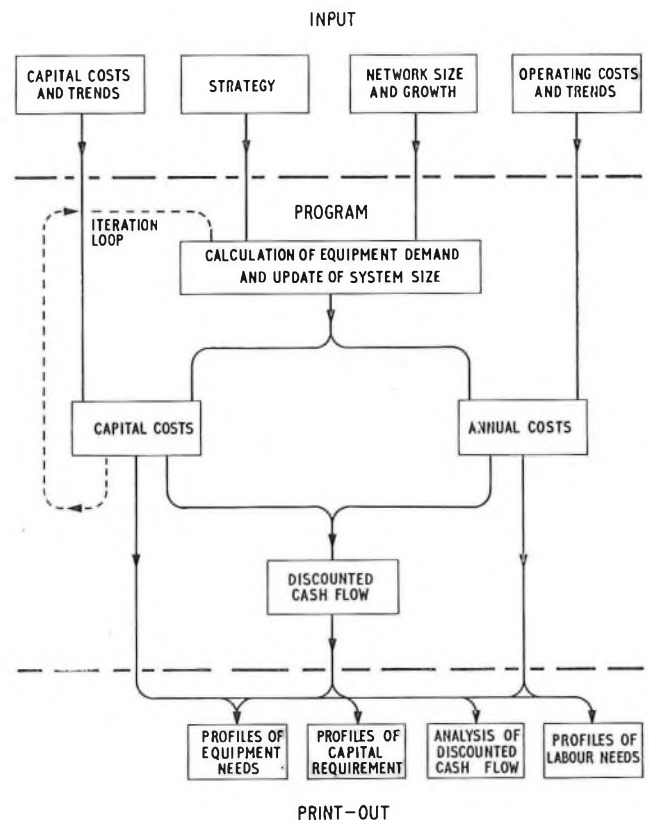 INPUT
CAPITAL COSTS
AND TRENDS
STRATEGY
NETWORK SIZE
AND GROWTH
OPERATING COSTS
AND TRENDS
PROGRAM
ITERATION
LOOP
CALCULATION OF EQUIPMENT DEMAND
AND UPDATE OF SYSTEM SIZE
CAPITAL COSTS
ANNUAL COSTS
DISCOUNTED
CASH FLOW
PROFILES OF
EQUIPMENT
NEEDS
PROFILES OF
CAPITAL
REQUIREMENT
ANALYSIS OF
DISCOUNTED
CASH FLOW
PROFILES OF
LABOUR NEEDS
PRINT-OUT